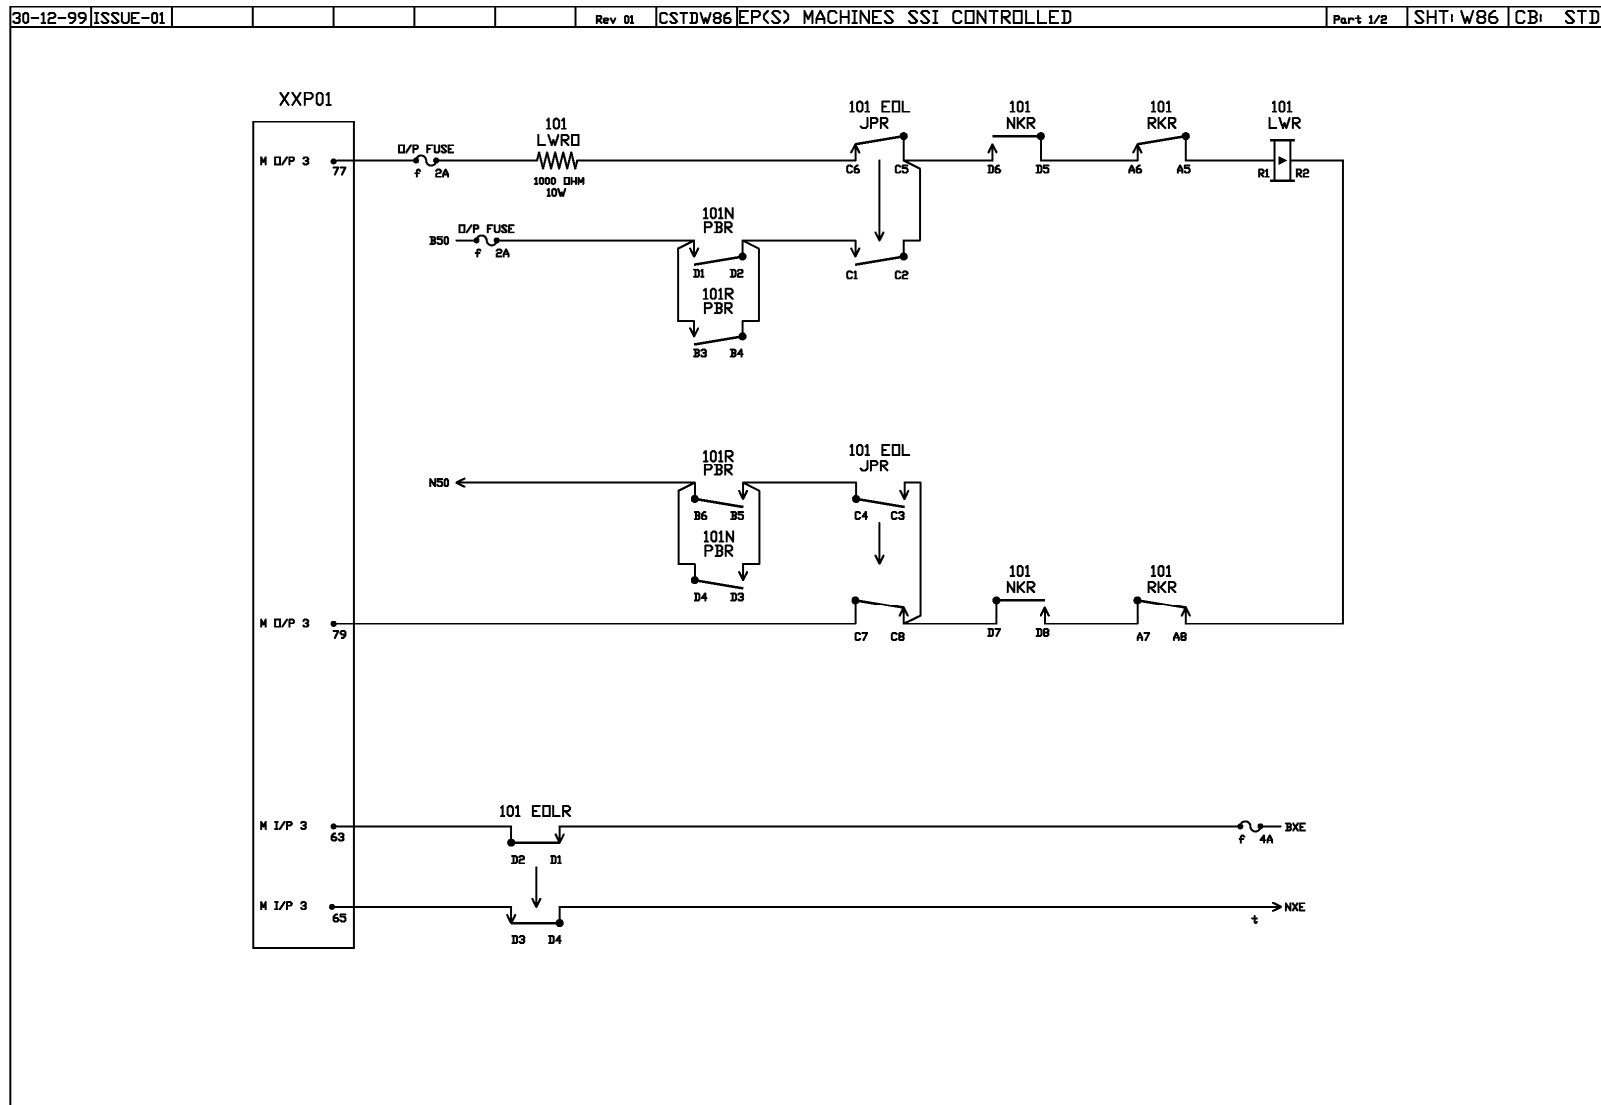 30-12-99 ISSUE-01 Rev 01 CSTDW86 EP(S) MACHINES SSI CONTROLLED Part 1/2 SHT: W86 CB: STD
XXP01
101 EOL
JPR
101
NKR
101
RKR
101
LWR
101
LWRO
O/P FUSE
M O/P 3
77
f 2A
1000 OHM
10W
C6 C5
D6 D5
A6 A5
R1 R2
101N
PBR
O/P FUSE
B50
f 2A
D1 D2
C1 C2
101R
PBR
B3 B4
101R
PBR
101 EOL
JPR
N50
B6 B5
C4 C3
101N
PBR
D4 D3
101
NKR
101
RKR
M O/P 3
79
C7 C8
D7 D8
A7 A8
101 EOLR
M I/P 3
63
D2 D1
BXE
f 4A
M I/P 3
65
NXE
t
D3 D4